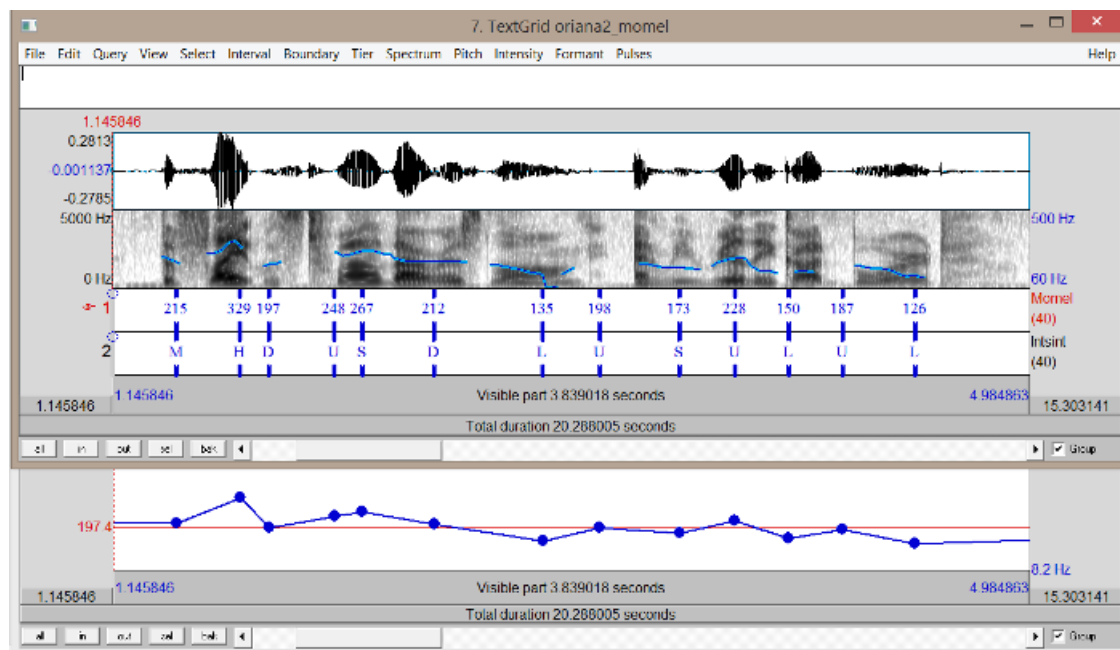 7. TextGrid oriana2_momel
File Edit Query View Select Interval Boundary Tier Spectrum Pitch Intensity Formant Pulses Help
1.145846
0.2813
-0.001137
-0.2785
5000 Hz 500 Hz
0 Hz 60 Hz
1 215 329 197 248 267 212 135 198 173 228 150 187 126 Momel
(40)
2 M H D U S D L U S U L U L Intsint
(40)
1.145846 1.145846 Visible part 3.839018 seconds 4.984863 15.303141
Total duration 20.288005 seconds
all in out sel bak Group
197.4
8.2 Hz
1.145846 1.145846 Visible part 3.839018 seconds 4.984863 15.303141
Total duration 20.288005 seconds
all in out sel bak Group